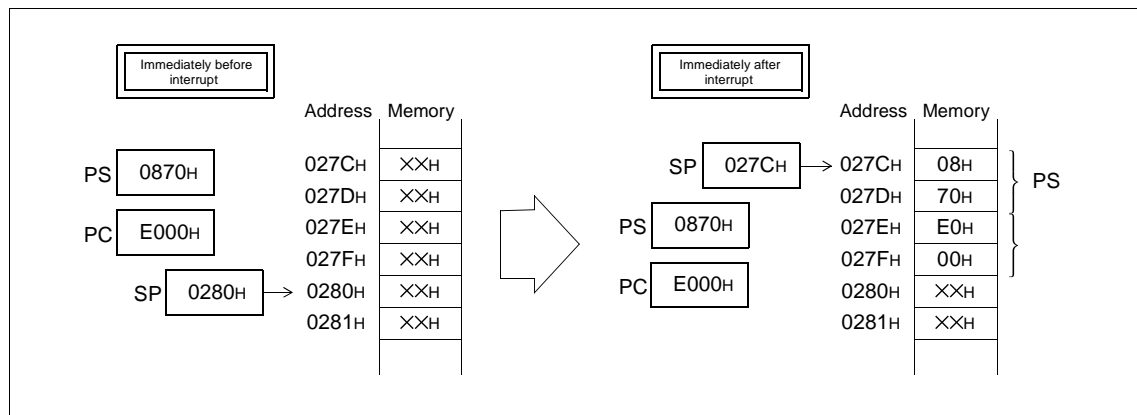 Immediately before
interrupt
Address Memory
PS 0870H
PC E000H
SP 0280H
027CH ××H
027DH ××H
027EH ××H
027FH ××H
0280H ××H
0281H ××H
Immediately after
interrupt
Address Memory
SP 027CH
PS 0870H
PC E000H
027CH 08H
027DH 70H
027EH E0H
027FH 00H
0280H ××H
0281H ××H
PS